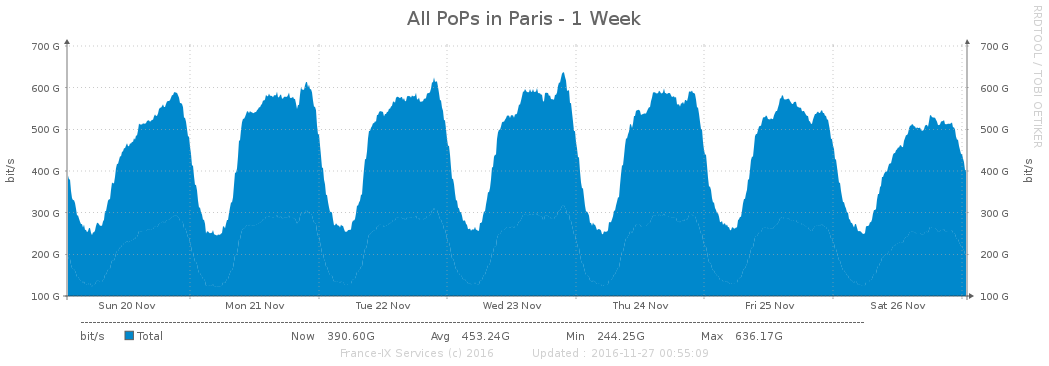 All PoPs in Paris - 1 Week
RRDTOOL / TOBI OETIKER
700 G 700 G
600 G 600 G
500 G 500 G
400 G 400 G
300 G 300 G
200 G 200 G
100 G 100 G
bit/s bit/s
Sun 20 Nov Mon 21 Nov Tue 22 Nov Wed 23 Nov Thu 24 Nov Fri 25 Nov Sat 26 Nov
bit/s Total Now 390.60G Avg 453.24G Min 244.25G Max 636.17G
France-IX Services (c) 2016 Updated : 2016-11-27 00:55:09